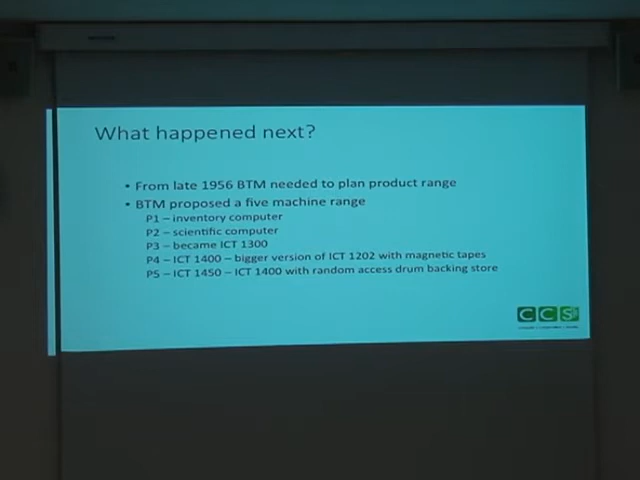 What happened next?
• From late 1956 BTM needed to plan product range
• BTM proposed a five machine range
P1 – inventory computer
P2 – scientific computer
P3 – became ICT 1300
P4 – ICT 1400 – bigger version of ICT 1202 with magnetic tapes
P5 – ICT 1450 – ICT 1400 with random access drum backing store
CCS